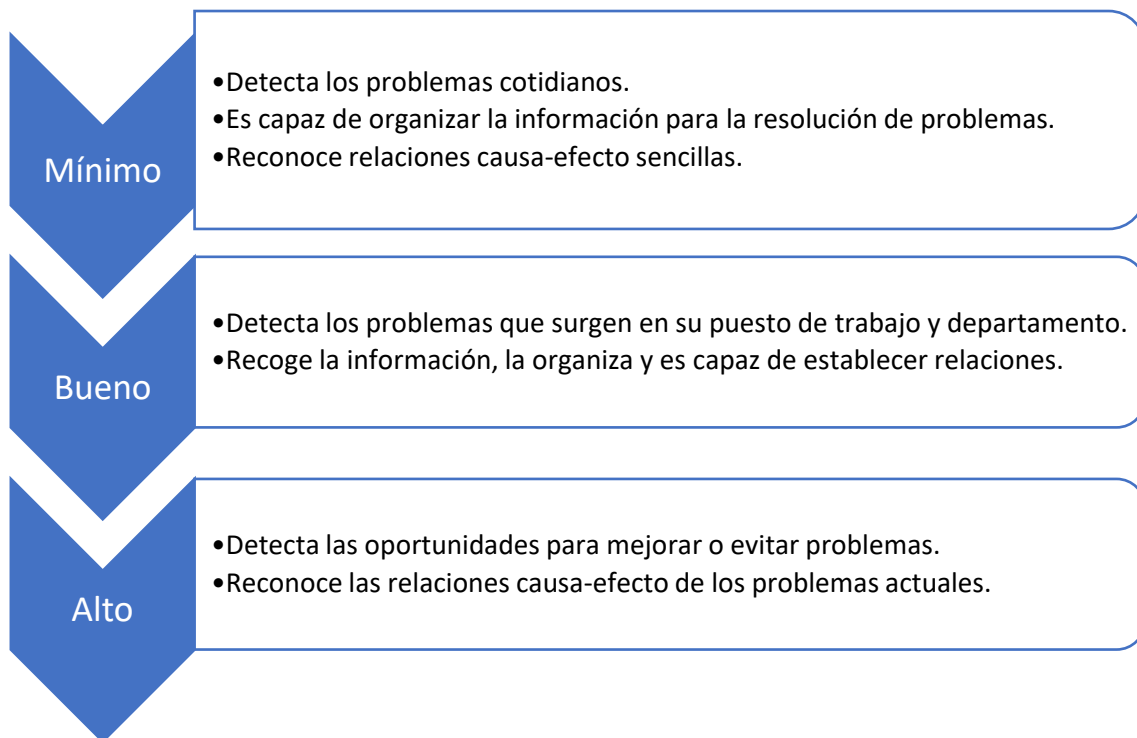 Mínimo
•Detecta los problemas cotidianos.
•Es capaz de organizar la información para la resolución de problemas.
•Reconoce relaciones causa-efecto sencillas.
Bueno
•Detecta los problemas que surgen en su puesto de trabajo y departamento.
•Recoge la información, la organiza y es capaz de establecer relaciones.
Alto
•Detecta las oportunidades para mejorar o evitar problemas.
•Reconoce las relaciones causa-efecto de los problemas actuales.